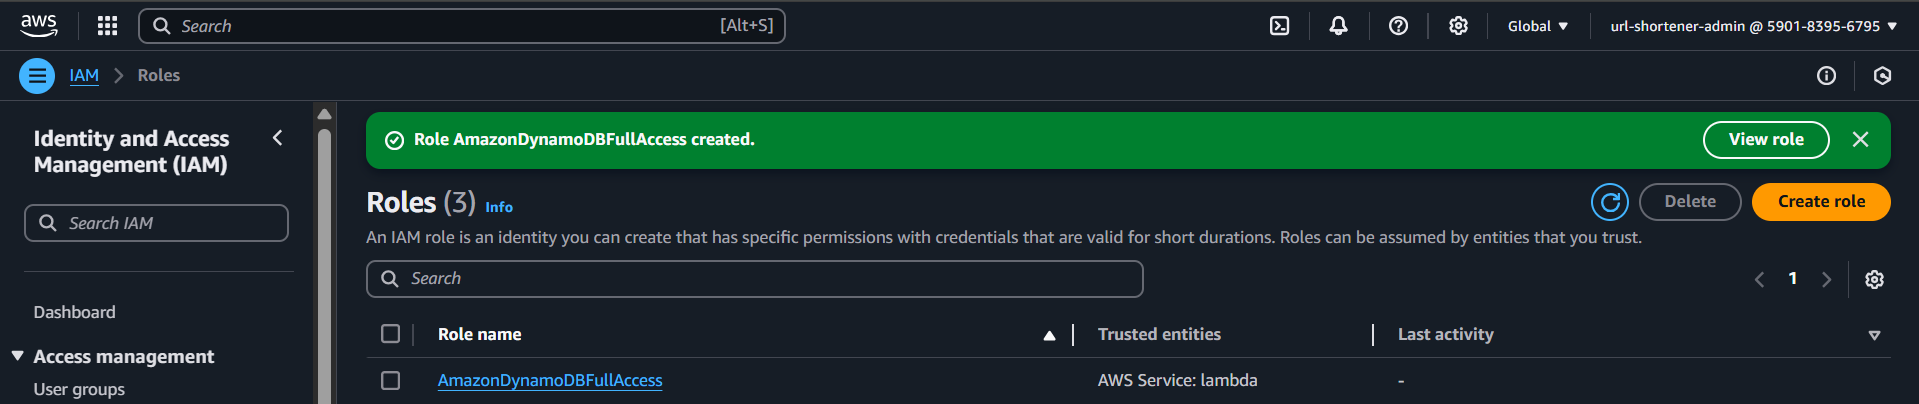 aws
Search [Alt+S]
Global
url-shortener-admin @ 5901-8395-6795
IAM
Roles
Identity and Access
Management (IAM)
Search IAM
Dashboard
Access management
User groups
Role AmazonDynamoDBFullAccess created.
View role
Roles (3) Info
Delete
Create role
An IAM role is an identity you can create that has specific permissions with credentials that are valid for short durations. Roles can be assumed by entities that you trust.
Search
1
Role name Trusted entities Last activity
AmazonDynamoDBFullAccess AWS Service: lambda -